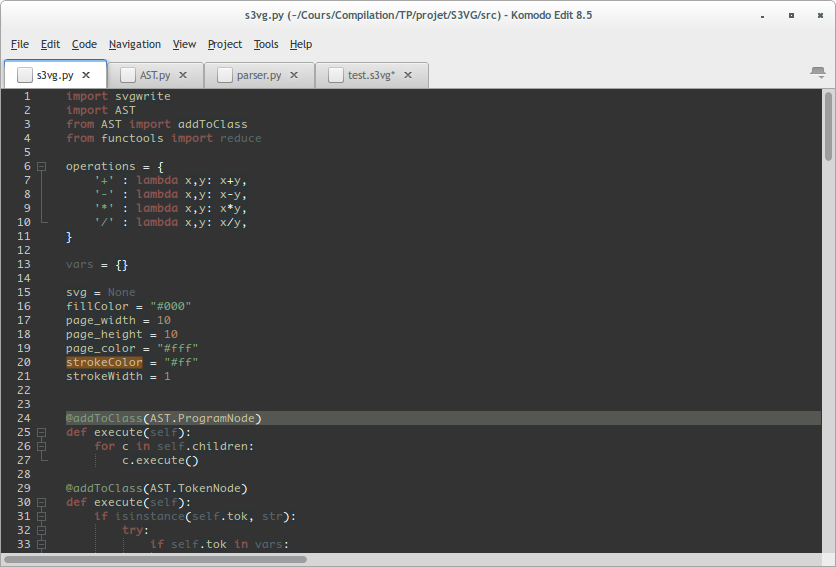 s3vg.py (~/Cours/Compilation/TP/projet/S3VG/src) - Komodo Edit 8.5
File Edit Code Navigation View Project Tools Help
s3vg.py AST.py parser.py test.s3vg*
1 import svgwrite
2 import AST
3 from AST import addToClass
4 from functools import reduce
5
6 operations = {
7 '+' : lambda x,y: x+y,
8 '-' : lambda x,y: x-y,
9 '*' : lambda x,y: x*y,
10 '/' : lambda x,y: x/y,
11 }
12
13 vars = {}
14
15 svg = None
16 fillColor = "#000"
17 page_width = 10
18 page_height = 10
19 page_color = "#fff"
20 strokeColor = "#ff"
21 strokeWidth = 1
22
23
24 @addToClass(AST.ProgramNode)
25 def execute(self):
26 for c in self.children:
27 c.execute()
28
29 @addToClass(AST.TokenNode)
30 def execute(self):
31 if isinstance(self.tok, str):
32 try:
33 if self.tok in vars: